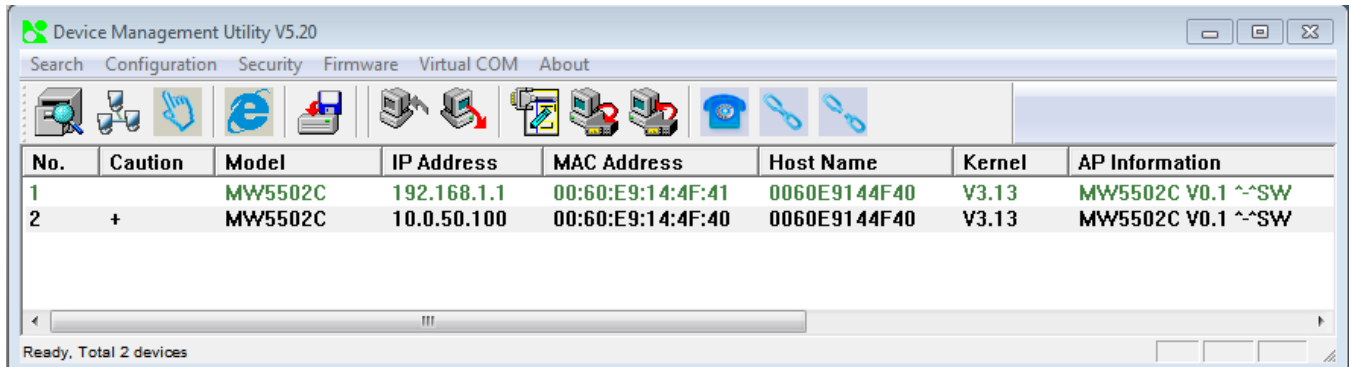 Device Management Utility V5.20
Search Configuration Security Firmware Virtual COM About
No. Caution Model IP Address MAC Address Host Name Kernel AP Information
1 MW5502C 192.168.1.1 00:60:E9:14:4F:41 0060E9144F40 V3.13 MW5502C V0.1 ^-^SW
2 + MW5502C 10.0.50.100 00:60:E9:14:4F:40 0060E9144F40 V3.13 MW5502C V0.1 ^-^SW
Ready, Total 2 devices